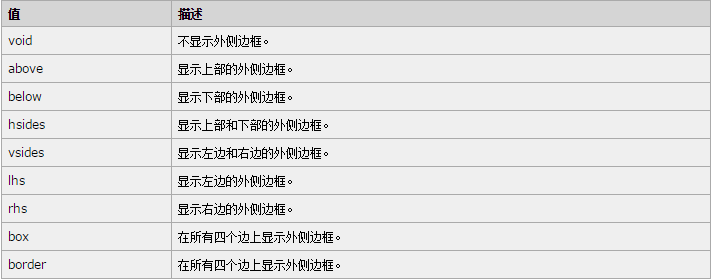 值 描述
void 不显示外侧边框。
above 显示上部的外侧边框。
below 显示下部的外侧边框。
hsides 显示上部和下部的外侧边框。
vsides 显示左边和右边的外侧边框。
lhs 显示左边的外侧边框。
rhs 显示右边的外侧边框。
box 在所有四个边上显示外侧边框。
border 在所有四个边上显示外侧边框。